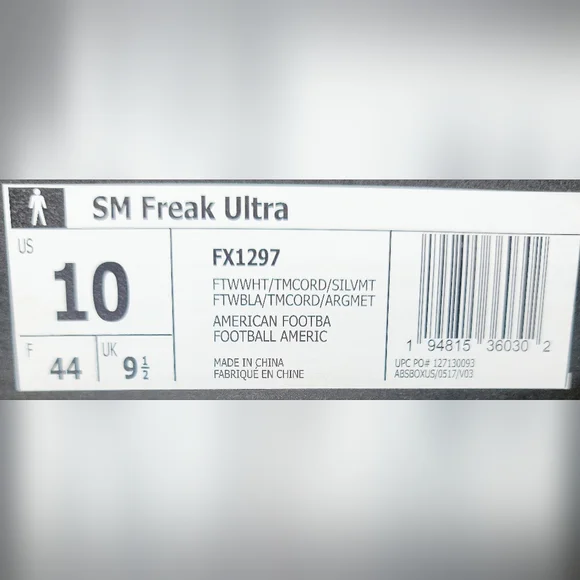 SM Freak Ultra
US
10
F
44
UK
9 1/2
FX1297
FTWWHT/TMCORD/SILVMT
FTWBLA/TMCORD/ARGMET
AMERICAN FOOTBA
FOOTBALL AMERIC
MADE IN CHINA
FABRIQUÉ EN CHINE
1 94815 36030 2
UPC PO# 127130093
ABSBOXUS/0517/V03